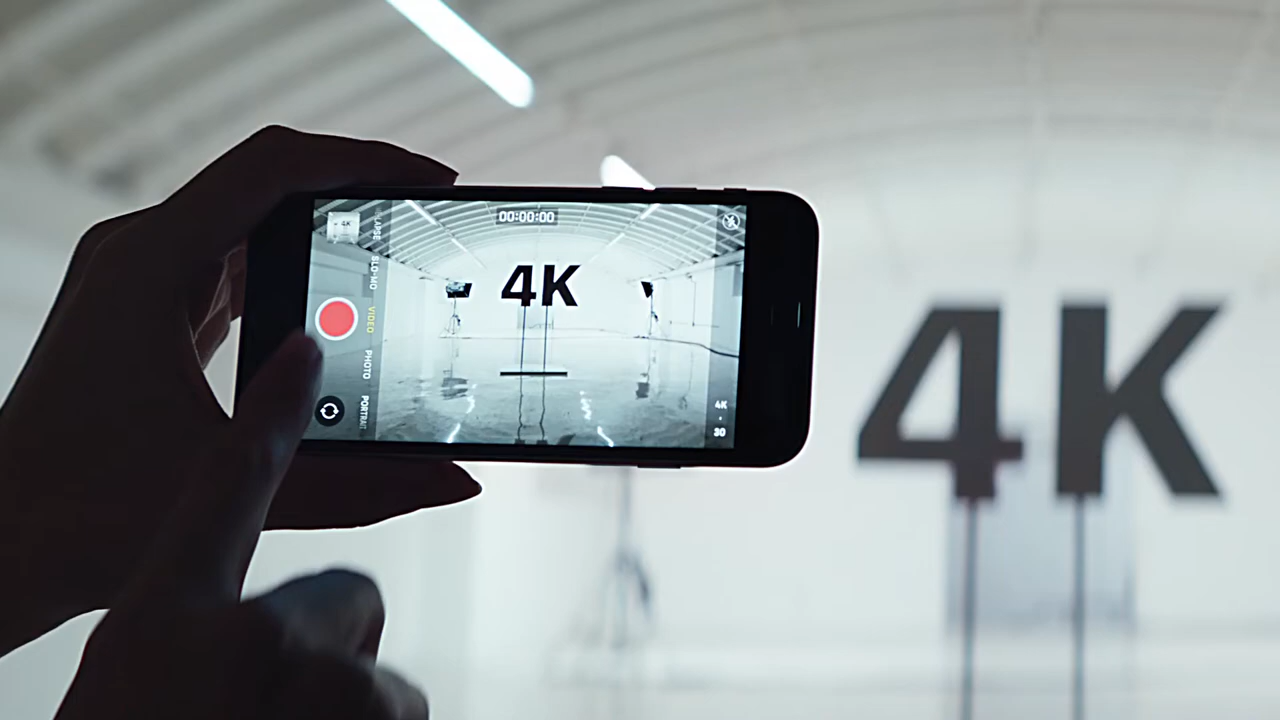 00:00:00
4K
LAPSE
SLO-MO
VIDEO
PHOTO
PORTRAIT
4K
30
4K